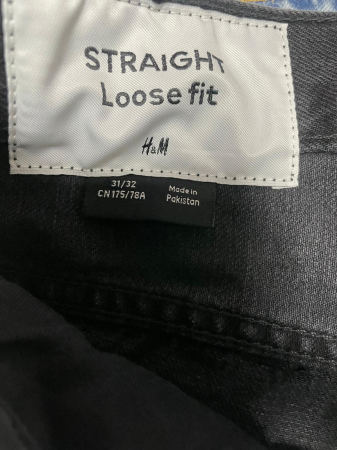 STRAIGHT
Loose fit
H&M
31/32
CN175/78A
Made in
Pakistan